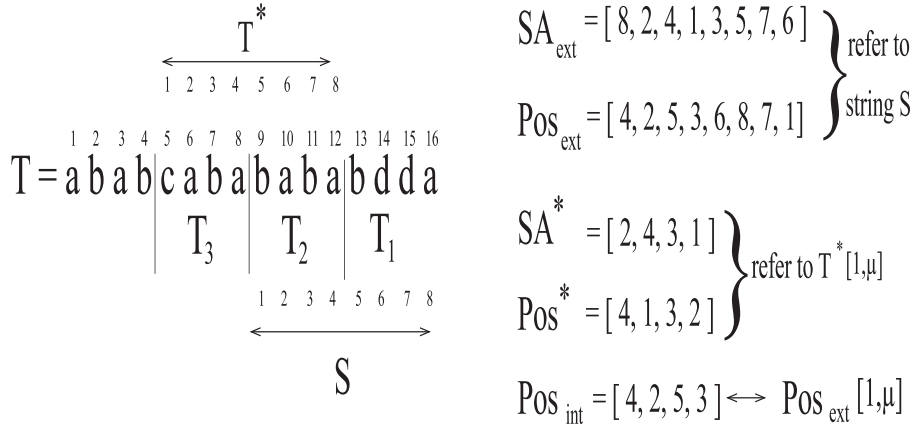 T*
1 2 3 4 5 6 7 8
1 2 3 4 5 6 7 8 9 10 11 12 13 14 15 16
T = a b a b c a b a b a b a b d d a
T3 T2 T1
1 2 3 4 5 6 7 8
S
SAext = [ 8, 2, 4, 1, 3, 5, 7, 6 ]
Posext = [ 4, 2, 5, 3, 6, 8, 7, 1]
refer to
string S
SA* = [ 2, 4, 3, 1 ]
Pos* = [ 4, 1, 3, 2 ]
refer to T*[1,μ]
Posint = [ 4, 2, 5, 3 ] ↔ Posext [1,μ]